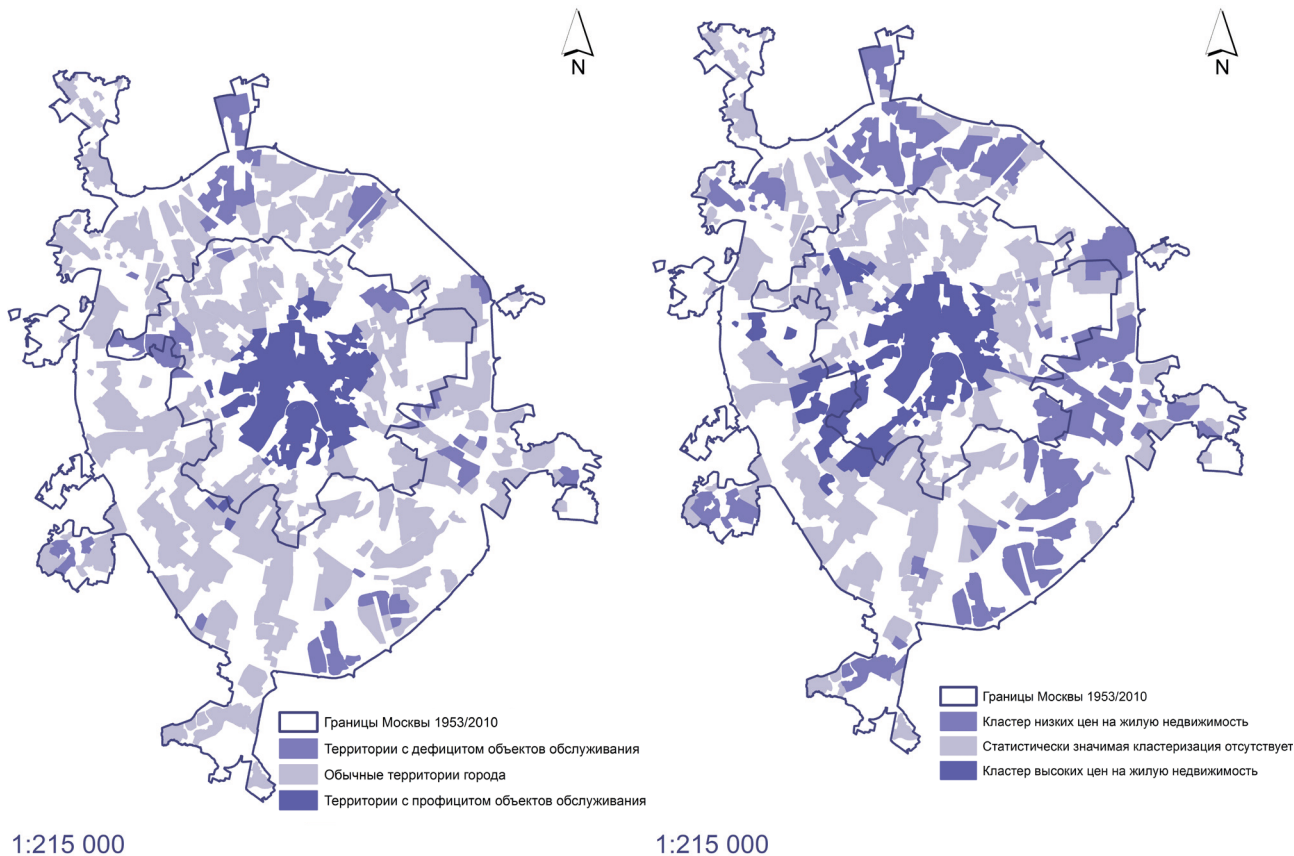 N
Границы Москвы 1953/2010
Территории с дефицитом объектов обслуживания
Обычные территории города
Территории с профицитом объектов обслуживания
1:215 000
N
Границы Москвы 1953/2010
Кластер низких цен на жилую недвижимость
Статистически значимая кластеризация отсутствует
Кластер высоких цен на жилую недвижимость
1:215 000